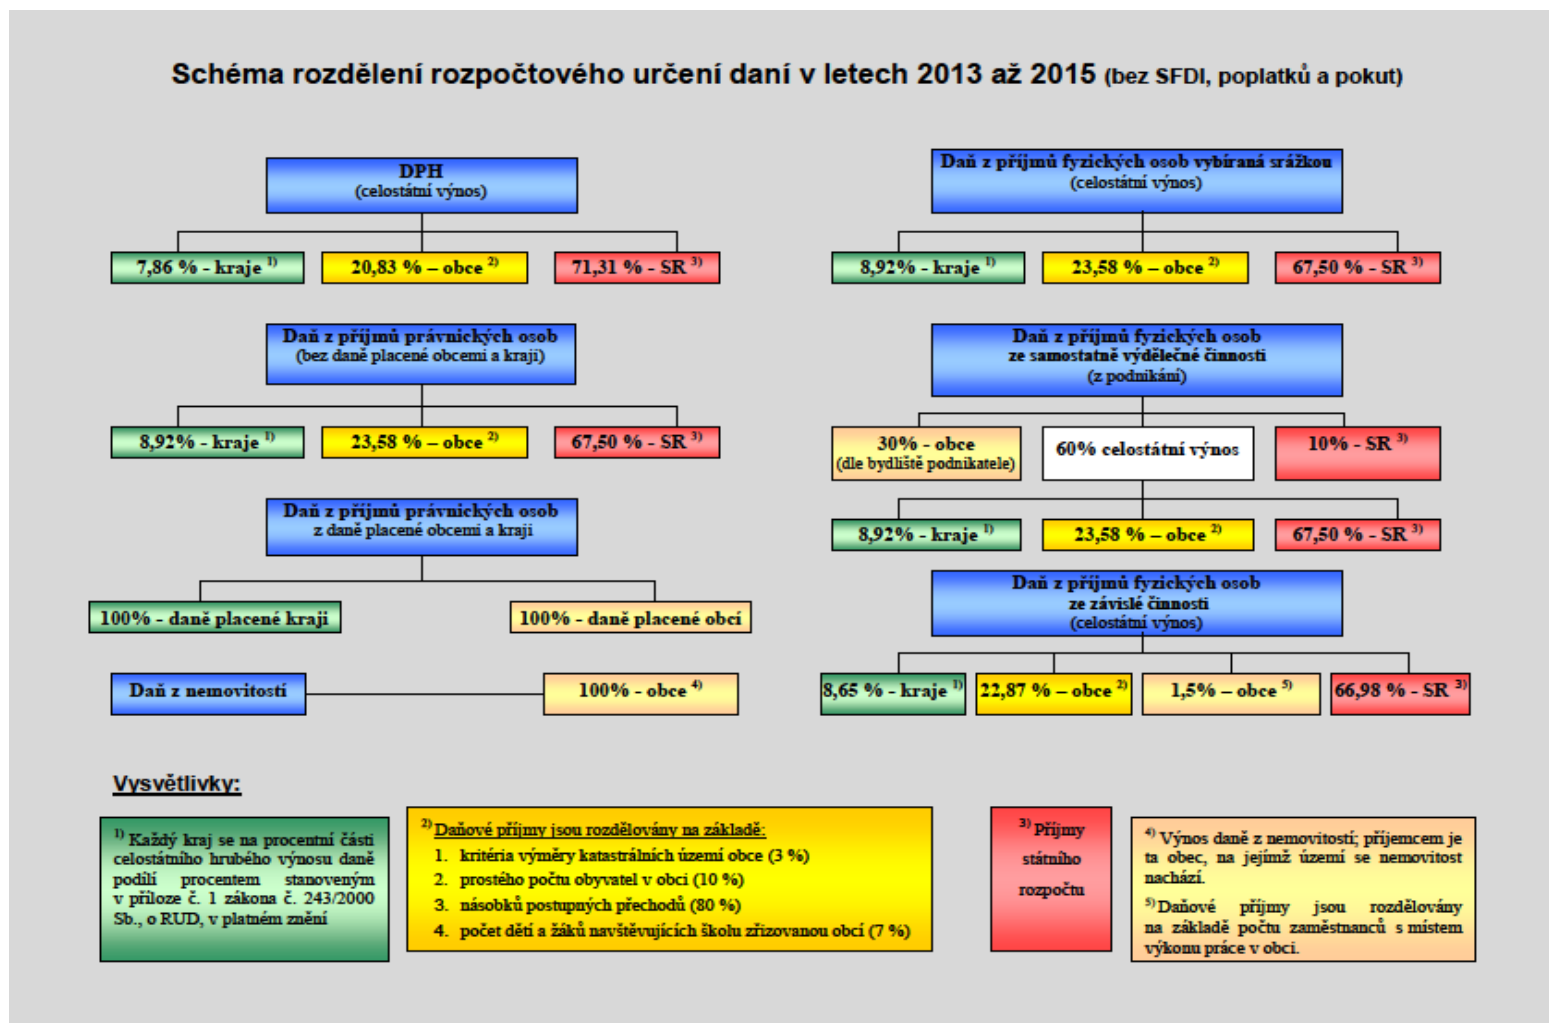 Schéma rozdělení rozpočtového určení daní v letech 2013 až 2015 (bez SFDI, poplatků a pokut)
DPH
(celostátní výnos)
7,86 % - kraje 1)
20,83 % – obce 2)
71,31 % - SR 3)
Daň z příjmů právnických osob
(bez daně placené obcemi a kraji)
8,92% - kraje 1)
23,58 % – obce 2)
67,50 % - SR 3)
Daň z příjmů právnických osob
z daně placené obcemi a kraji
100% - daně placené kraji
100% - daně placené obcí
Daň z nemovitostí
100% - obce 4)
Daň z příjmů fyzických osob vybíraná srážkou
(celostátní výnos)
8,92% - kraje 1)
23,58 % – obce 2)
67,50 % - SR 3)
Daň z příjmů fyzických osob
ze samostatně výdělečné činnosti
(z podnikání)
30% - obce
(dle bydliště podnikatele)
60% celostátní výnos
10% - SR 3)
8,92% - kraje 1)
23,58 % – obce 2)
67,50 % - SR 3)
Daň z příjmů fyzických osob
ze závislé činnosti
(celostátní výnos)
8,65 % - kraje 1)
22,87 % – obce 2)
1,5% – obce 5)
66,98 % - SR 3)
Vysvětlivky:
1) Každý kraj se na procentní části
celostátního hrubého výnosu daně
podílí procentem stanoveným
v příloze č. 1 zákona č. 243/2000
Sb., o RUD, v platném znění
2) Daňové příjmy jsou rozdělovány na základě:
1. kritéria výměry katastrálních území obce (3 %)
2. prostého počtu obyvatel v obci (10 %)
3. násobků postupných přechodů (80 %)
4. počet dětí a žáků navštěvujících školu zřizovanou obcí (7 %)
3) Příjmy
státního
rozpočtu
4) Výnos daně z nemovitostí; příjemcem je
ta obec, na jejímž území se nemovitost
nachází.
5) Daňové příjmy jsou rozdělovány
na základě počtu zaměstnanců s místem
výkonu práce v obci.